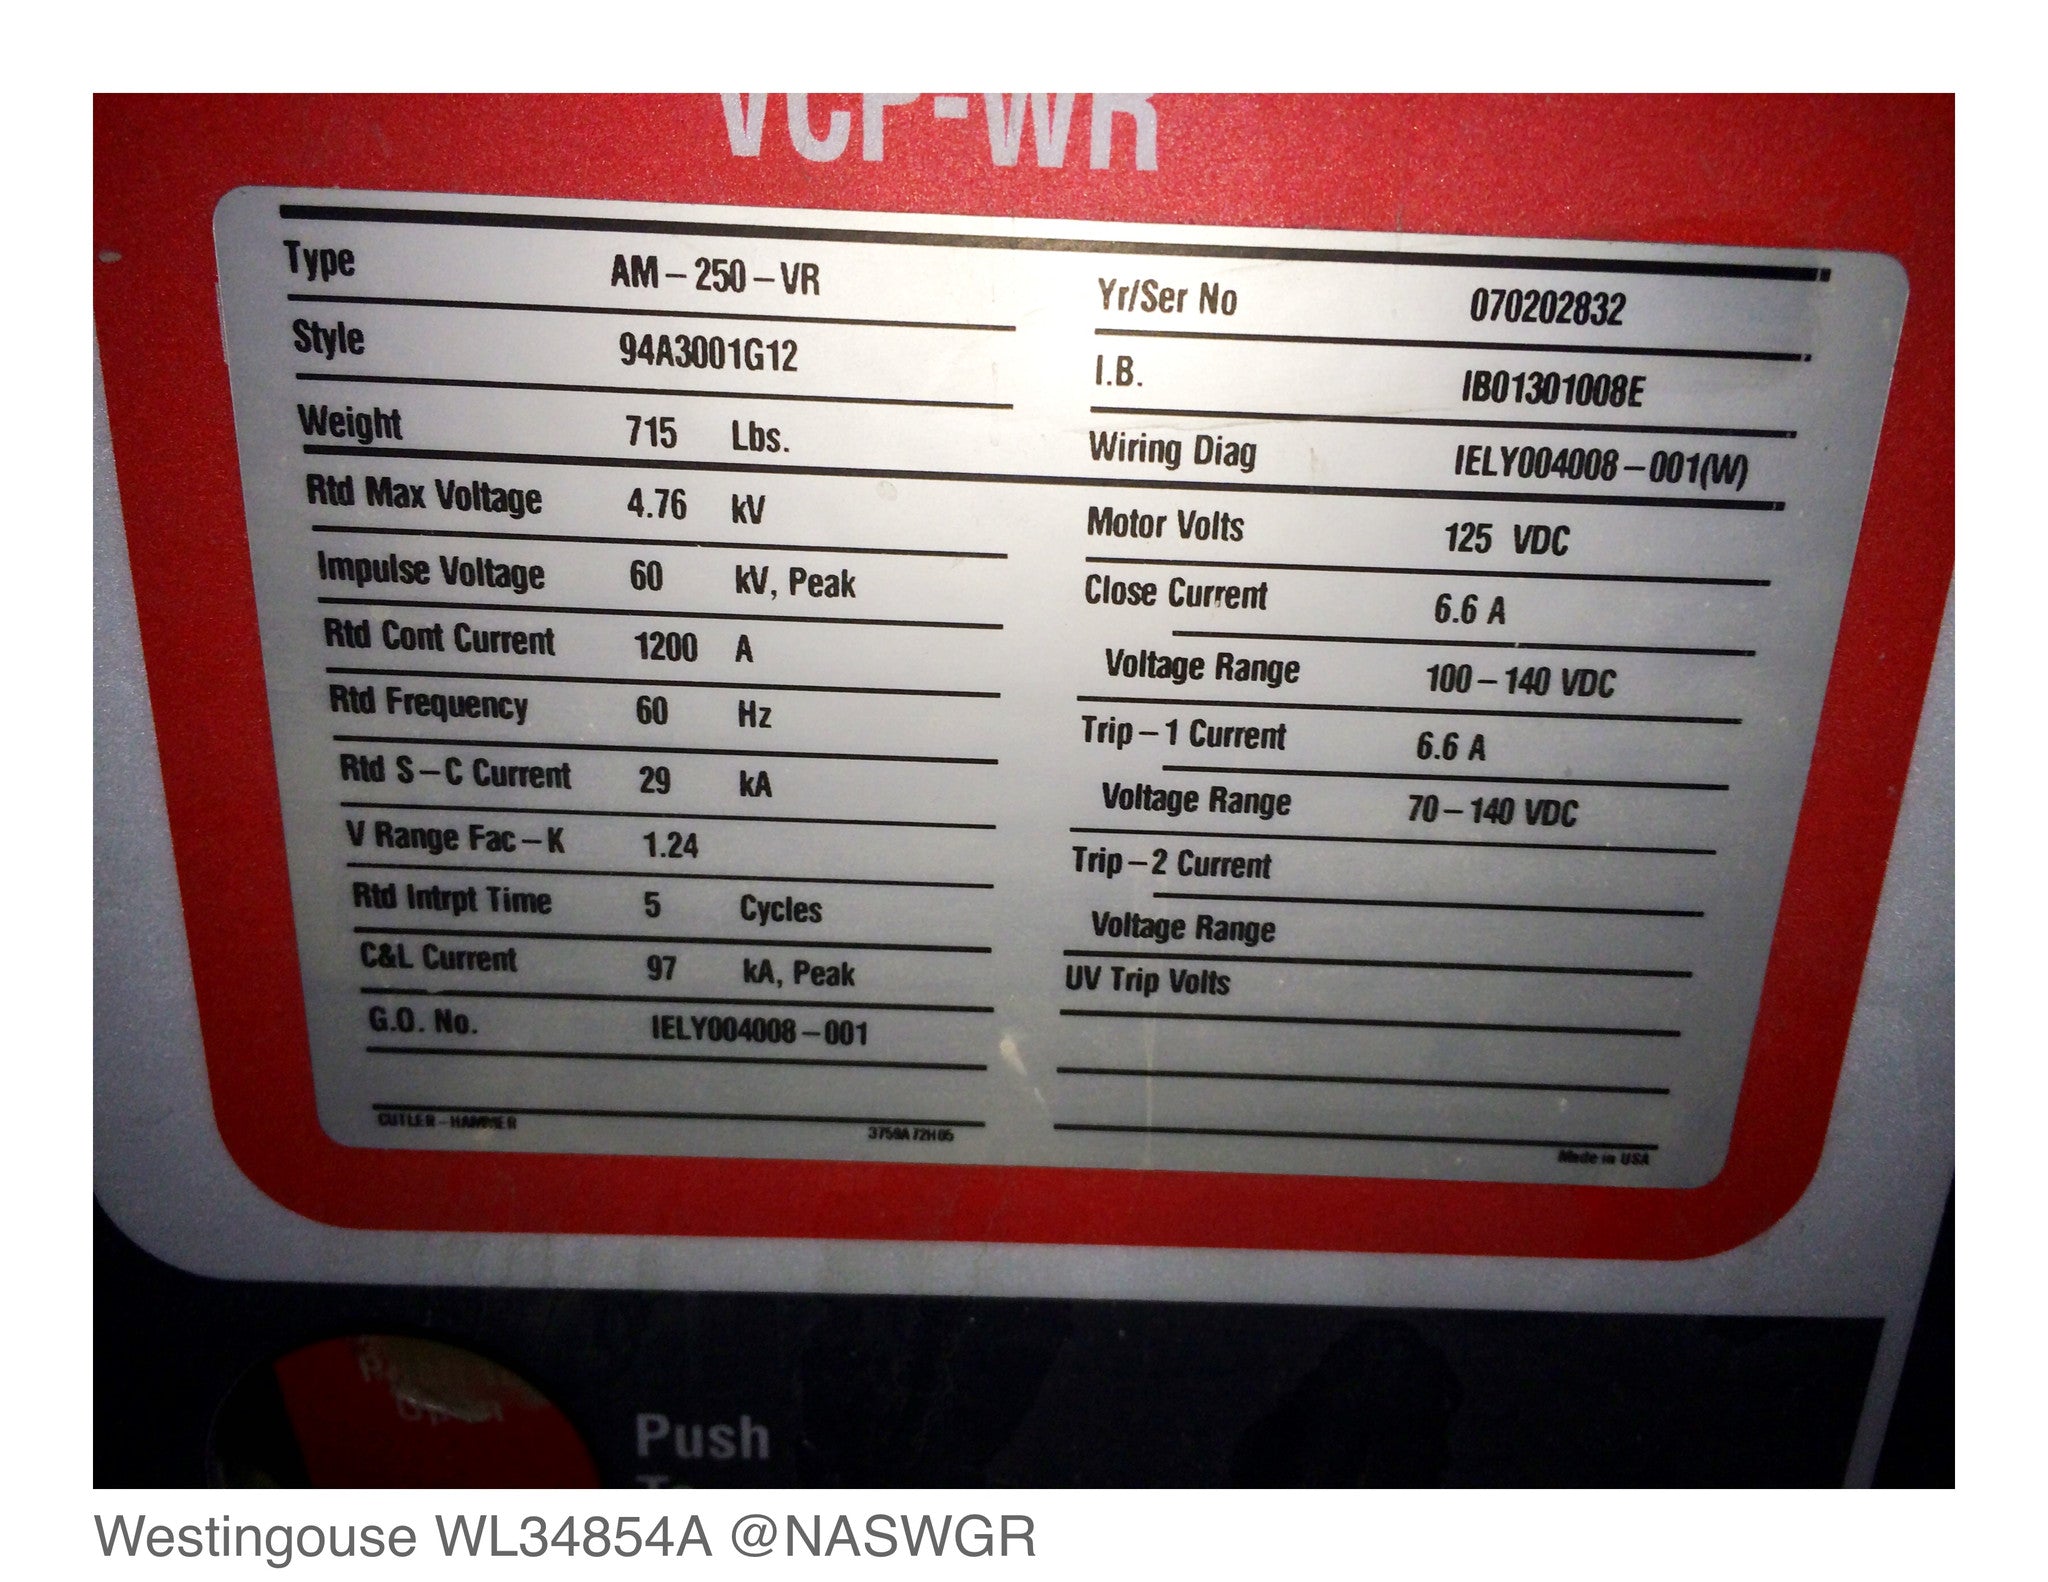 VCP-WR
Type AM-250-VR
Style 94A3001G12
Weight 715 Lbs.
Rtd Max Voltage 4.76 kV
Impulse Voltage 60 kV, Peak
Rtd Cont Current 1200 A
Rtd Frequency 60 Hz
Rtd S-C Current 29 kA
V Range Fac-K 1.24
Rtd Intrpt Time 5 Cycles
C&L Current 97 kA, Peak
G.O. No. IELY004008-001
CUTLER-HAMMER 3759A72H05
Yr/Ser No 070202832
I.B. IB01301008E
Wiring Diag IELY004008-001(W)
Motor Volts 125 VDC
Close Current 6.6 A
Voltage Range 100-140 VDC
Trip-1 Current 6.6 A
Voltage Range 70-140 VDC
Trip-2 Current
Voltage Range
UV Trip Volts
Made in USA
Push
Westingouse WL34854A @NASWGR